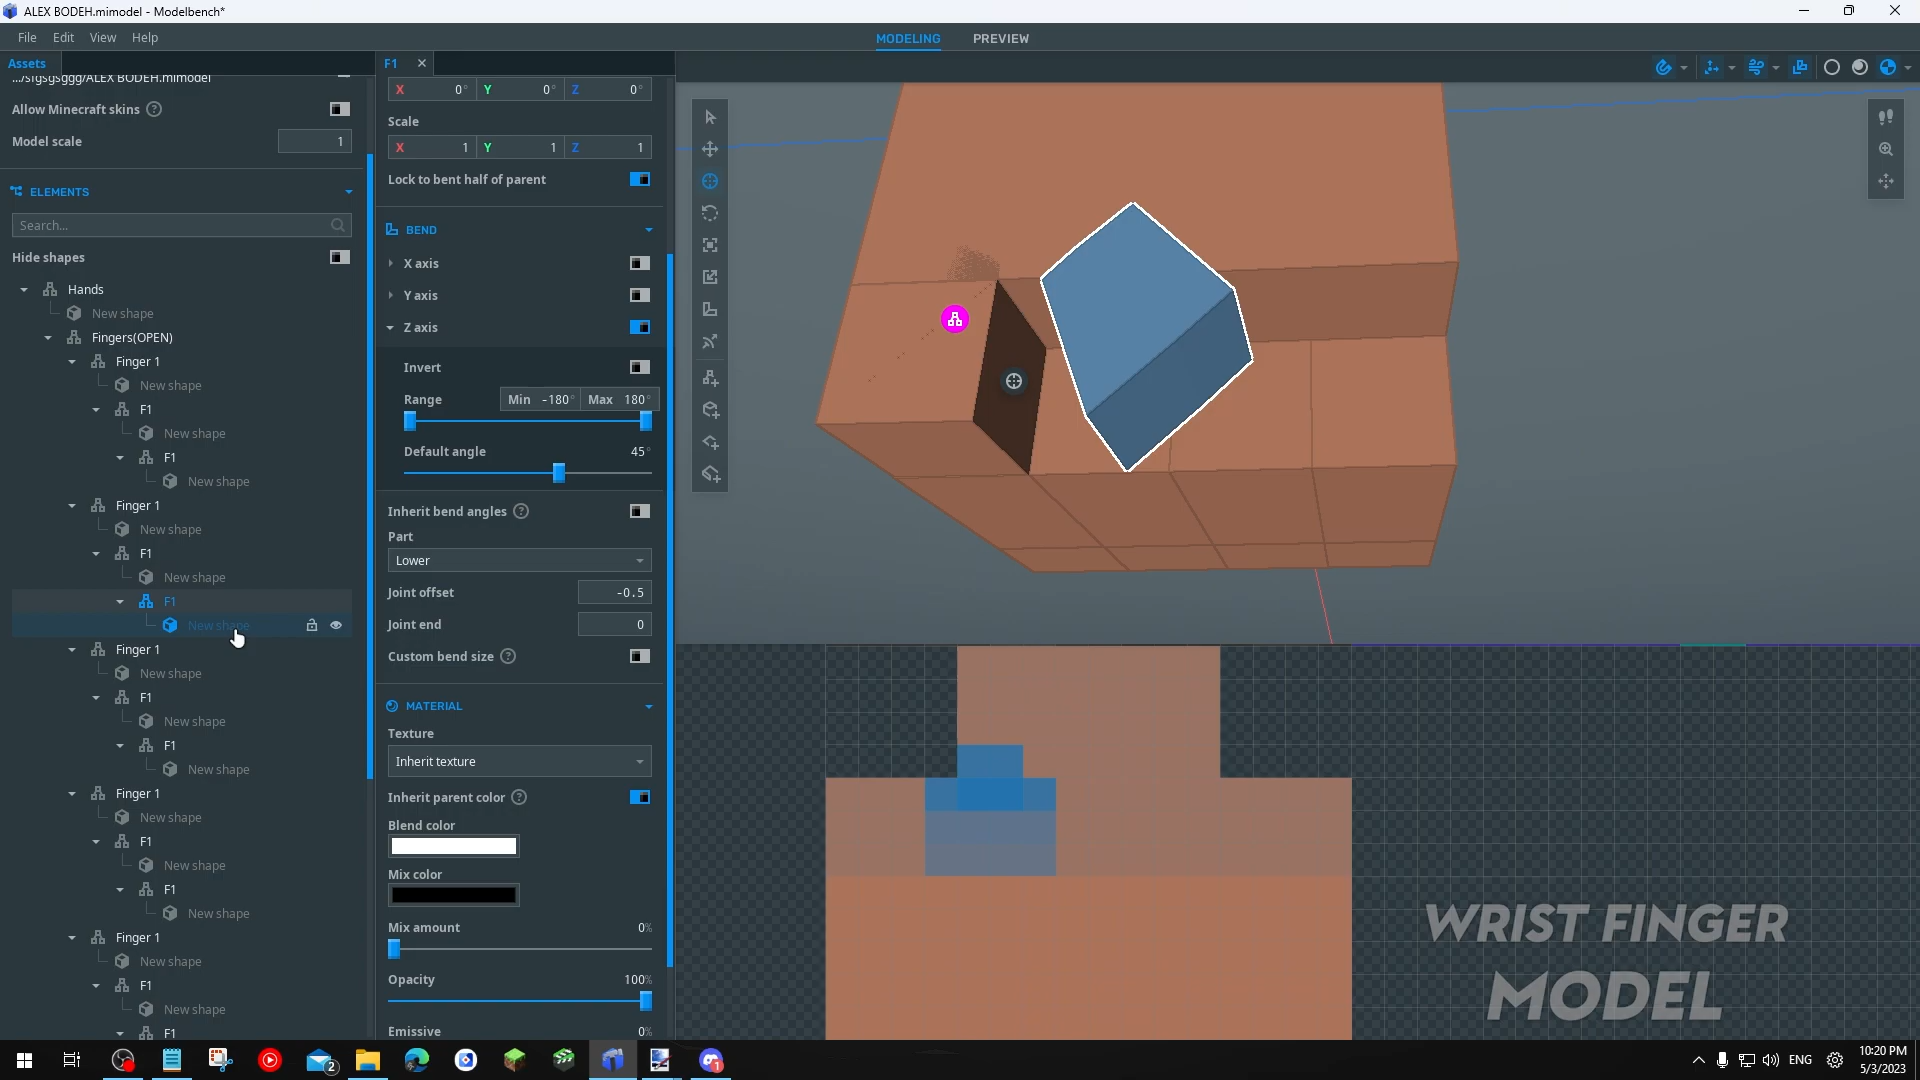 ALEX BODEH.mimodel - Modelbench*
File Edit View Help
MODELING PREVIEW
Assets
F1
.../sfgsgsggg/ALEX BODEH.mimodel
Allow Minecraft skins
Model scale 1
ELEMENTS
Search...
Hide shapes
Hands
New shape
Fingers(OPEN)
Finger 1
New shape
F1
New shape
F1
New shape
Finger 1
New shape
F1
New shape
F1
New shape
Finger 1
New shape
F1
New shape
F1
New shape
Finger 1
New shape
F1
New shape
F1
New shape
Finger 1
New shape
F1
New shape
F1
X 0° Y 0° Z 0°
Scale
X 1 Y 1 Z 1
Lock to bent half of parent
BEND
X axis
Y axis
Z axis
Invert
Range Min -180° Max 180°
Default angle 45°
Inherit bend angles
Part
Lower
Joint offset -0.5
Joint end 0
Custom bend size
MATERIAL
Texture
Inherit texture
Inherit parent color
Blend color
Mix color
Mix amount 0%
Opacity 100%
Emissive 0%
WRIST FINGER
MODEL
2
1
ENG
10:20 PM
5/3/2023